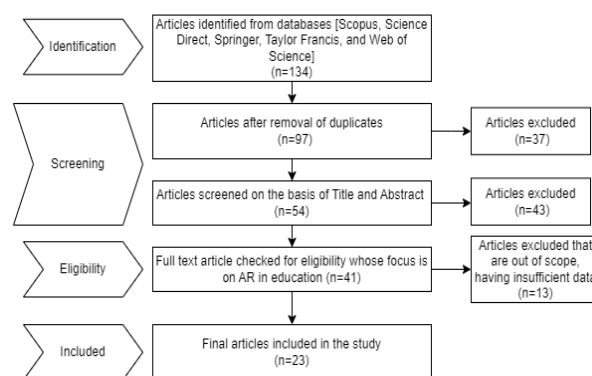 Identification
Articles identified from databases [Scopus, Science
Direct, Springer, Taylor Francis, and Web of
Science]
(n=134)
Screening
Articles after removal of duplicates
(n=97)
Articles excluded
(n=37)
Articles screened on the basis of Title and Abstract
(n=54)
Articles excluded
(n=43)
Eligibility
Full text article checked for eligibility whose focus is
on AR in education (n=41)
Articles excluded that
are out of scope,
having insufficient data
(n=13)
Included
Final articles included in the study
(n=23)